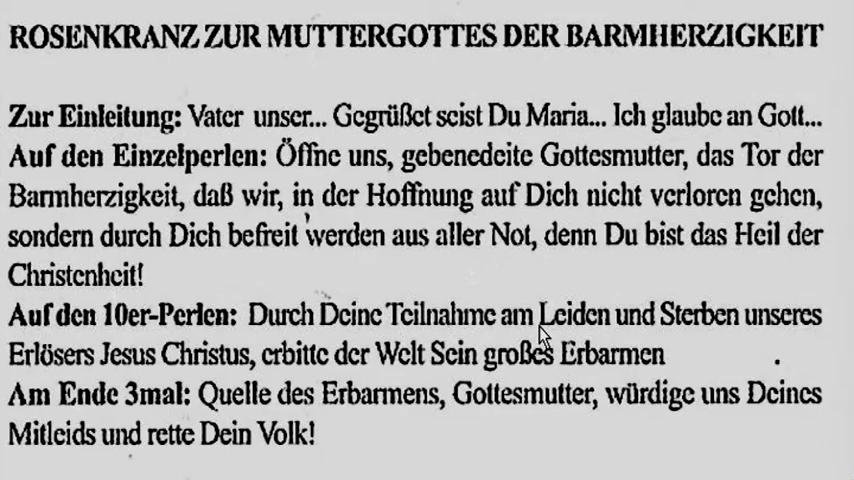 ROSENKRANZ ZUR MUTTERGOTTES DER BARMHERZIGKEIT
Zur Einleitung: Vater unser... Gegrüßet seist Du Maria... Ich glaube an Gott...
Auf den Einzelperlen: Öffne uns, gebenedeite Gottesmutter, das Tor der
Barmherzigkeit, daß wir, in der Hoffnung auf Dich nicht verloren gehen,
sondern durch Dich befreit werden aus aller Not, denn Du bist das Heil der
Christenheit!
Auf den 10er-Perlen: Durch Deine Teilnahme am Leiden und Sterben unseres
Erlösers Jesus Christus, erbitte der Welt Sein großes Erbarmen .
Am Ende 3mal: Quelle des Erbarmens, Gottesmutter, würdige uns Deines
Mitleids und rette Dein Volk!